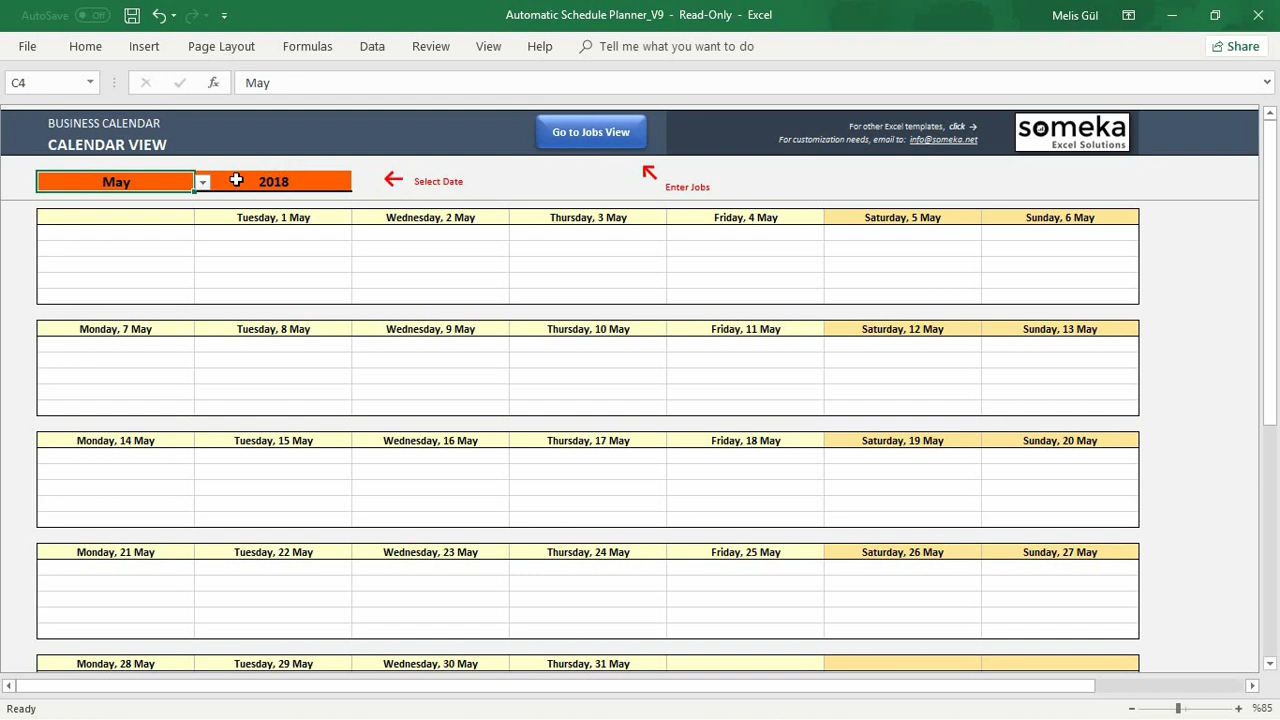 AutoSave Off
Automatic Schedule Planner_V9 - Read-Only - Excel
Melis Gül
File Home Insert Page Layout Formulas Data Review View Help Tell me what you want to do Share
C4 fx May
BUSINESS CALENDAR
CALENDAR VIEW
Go to Jobs View
For other Excel templates, click →
For customization needs, email to: info@someka.net
someka
Excel Solutions
May 2018 Select Date
Enter Jobs
Tuesday, 1 May Wednesday, 2 May Thursday, 3 May Friday, 4 May Saturday, 5 May Sunday, 6 May
Monday, 7 May Tuesday, 8 May Wednesday, 9 May Thursday, 10 May Friday, 11 May Saturday, 12 May Sunday, 13 May
Monday, 14 May Tuesday, 15 May Wednesday, 16 May Thursday, 17 May Friday, 18 May Saturday, 19 May Sunday, 20 May
Monday, 21 May Tuesday, 22 May Wednesday, 23 May Thursday, 24 May Friday, 25 May Saturday, 26 May Sunday, 27 May
Monday, 28 May Tuesday, 29 May Wednesday, 30 May Thursday, 31 May
Ready %85